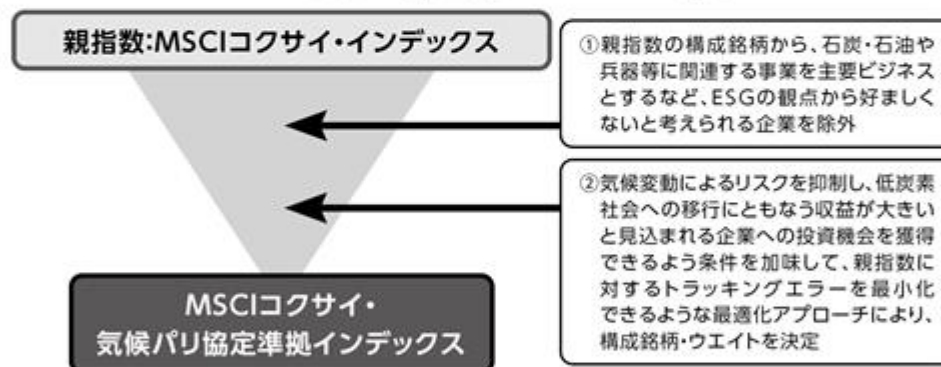 親指数:MSCIコクサイ・インデックス
①親指数の構成銘柄から、石炭・石油や
兵器等に関連する事業を主要ビジネス
とするなど、ESGの観点から好ましく
ないと考えられる企業を除外
②気候変動によるリスクを抑制し、低炭素
社会への移行にともなう収益が大きい
と見込まれる企業への投資機会を獲得
できるよう条件を加味して、親指数に
対するトラッキングエラーを最小化
できるような最適化アプローチにより、
構成銘柄・ウエイトを決定
MSCIコクサイ・
気候パリ協定準拠インデックス